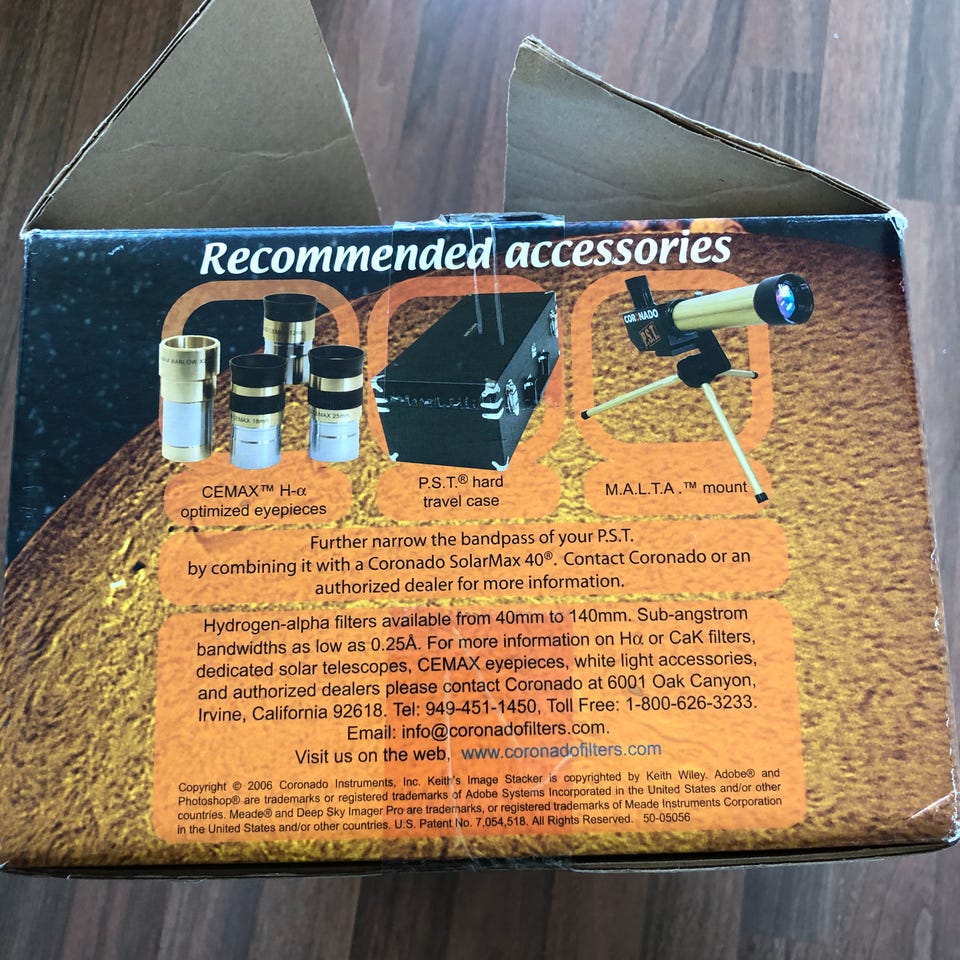 Recommended accessories
CORONADO
P.S.T.
CEMAX 18mm
CEMAX 25mm
CEMAX™ H-α
optimized eyepieces
P.S.T.® hard
travel case
M.A.L.T.A .™ mount
Further narrow the bandpass of your P.S.T.
by combining it with a Coronado SolarMax 40®. Contact Coronado or an
authorized dealer for more information.
Hydrogen-alpha filters available from 40mm to 140mm. Sub-angstrom
bandwidths as low as 0.25Å. For more information on Hα or CaK filters,
dedicated solar telescopes, CEMAX eyepieces, white light accessories,
and authorized dealers please contact Coronado at 6001 Oak Canyon,
Irvine, California 92618. Tel: 949-451-1450, Toll Free: 1-800-626-3233.
Email: info@coronadofilters.com.
Visit us on the web, www.coronadofilters.com
Copyright © 2006 Coronado Instruments, Inc. Keith's Image Stacker is copyrighted by Keith Wiley. Adobe® and
Photoshop® are trademarks or registered trademarks of Adobe Systems Incorporated in the United States and/or other
countries. Meade® and Deep Sky Imager Pro are trademarks, or registered trademarks of Meade Instruments Corporation
in the United States and/or other countries. U.S. Patent No. 7,054,518. All Rights Reserved. 50-05056